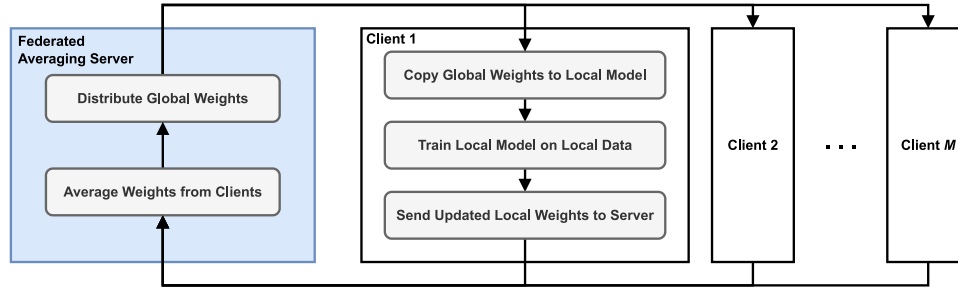 Federated
Averaging Server
Distribute Global Weights
Average Weights from Clients
Client 1
Copy Global Weights to Local Model
Train Local Model on Local Data
Send Updated Local Weights to Server
Client 2
. . .
Client M